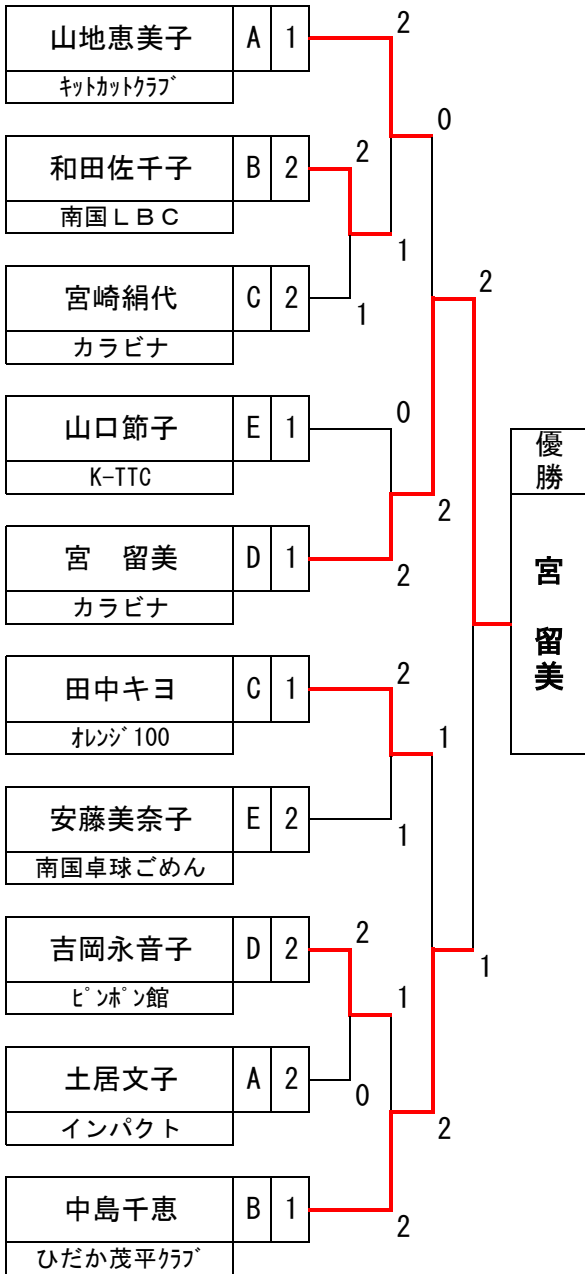 山地恵美子 A 1
ｷｯﾄｶｯﾄｸﾗﾌﾞ
2
0
和田佐千子 B 2
南国ＬＢＣ
2
1
宮崎絹代 C 2
カラビナ
1
2
山口節子 E 1
K-TTC
0
2
宮　留美 D 1
カラビナ
2
優勝
宮　留美
田中キヨ C 1
ｵﾚﾝｼﾞ100
2
1
安藤美奈子 E 2
南国卓球ごめん
1
吉岡永音子 D 2
ﾋﾟﾝﾎﾟﾝ館
2
1
1
土居文子 A 2
インパクト
0
2
中島千恵 B 1
ひだか茂平ｸﾗﾌﾞ
2